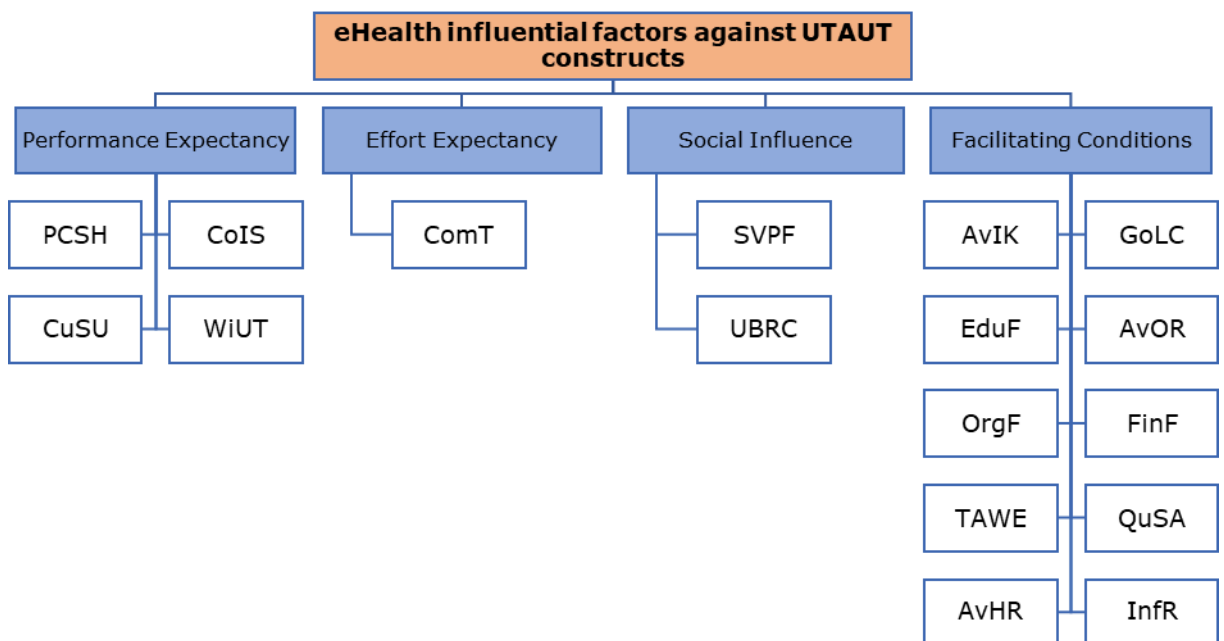 eHealth influential factors against UTAUT
constructs
Performance Expectancy
Effort Expectancy
Social Influence
Facilitating Conditions
PCSH
CoIS
ComT
SVPF
AvIK
GoLC
CuSU
WiUT
UBRC
EduF
AvOR
OrgF
FinF
TAWE
QuSA
AvHR
InfR